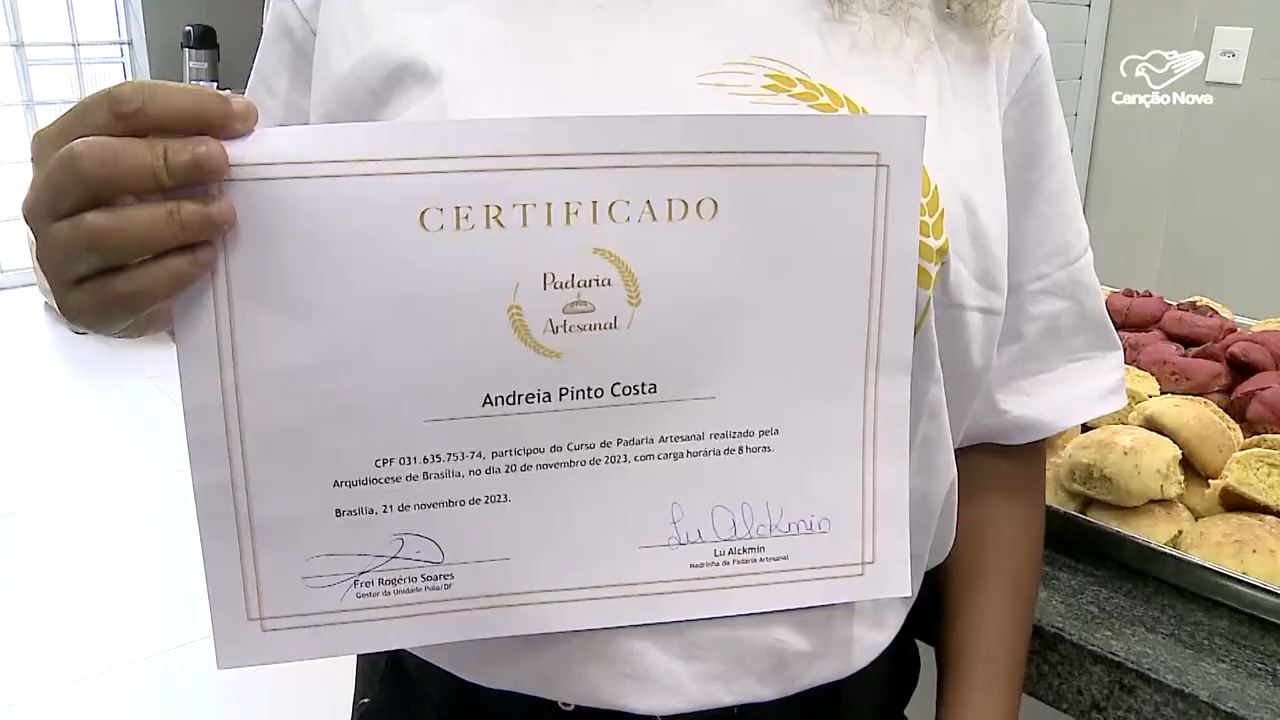 Canção Nova
CERTIFICADO
Padaria
Artesanal
Andreia Pinto Costa
CPF 031.635.753-74, participou do Curso de Padaria Artesanal realizado pela
Arquidiocese de Brasília, no dia 20 de novembro de 2023, com carga horária de 8 horas.
Brasília, 21 de novembro de 2023.
Lu Alckmin
Frei Rogério Soares
Gestor da Unidade Polo/DF
Lu Alckmin
Madrinha da Padaria Artesanal